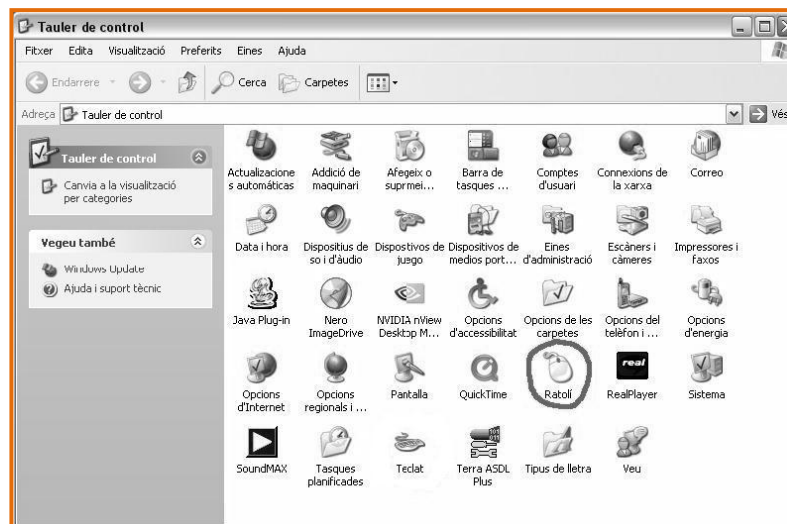 Tauler de control
Fitxer Edita Visualització Preferits Eines Ajuda
Endarrere Cerca Carpetes
Adreça Tauler de control Vés
Tauler de control
Canvia a la visualització
per categories
Vegeu també
Windows Update
Ajuda i suport tècnic
Actualizacione
s automáticas
Addició de
maquinari
Afegeix o
suprmei...
Barra de
tasques ...
Comptes
d'usuari
Connexions de
la xarxa
Correo
Data i hora
Dispositius de
so i d'àudio
Dispostivos de
juego
Dispositivos de
medios port...
Eines
d'administració
Escàners i
càmeres
Impressores i
faxos
Java Plug-in
Nero
ImageDrive
NVIDIA nView
Desktop M...
Opcions
d'accessibilitat
Opcions de les
carpetes
Opcions del
telèfon i ...
Opcions
d'energia
Opcions
d'Internet
Opcions
regionals i ...
Pantalla
QuickTime
Ratolí
real
RealPlayer
Sistema
SoundMAX
Tasques
planificades
Teclat
Terra ASDL
Plus
Tipus de lletra
Veu